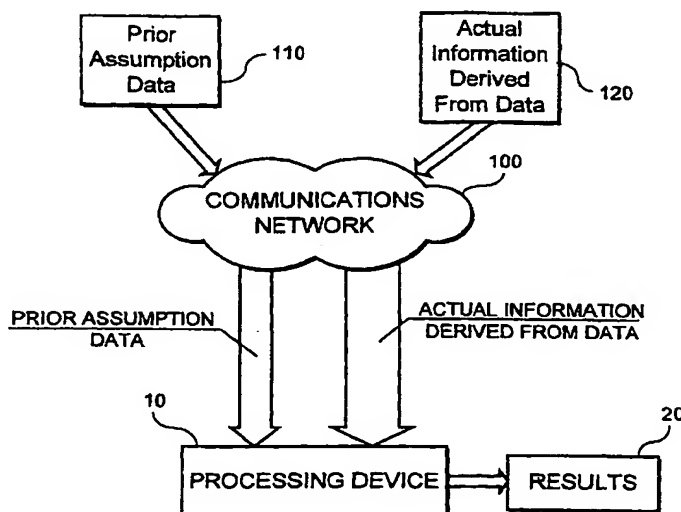 Prior
Assumption
Data
110
Actual
Information
Derived
From Data
120
100
COMMUNICATIONS
NETWORK
PRIOR ASSUMPTION
DATA
ACTUAL INFORMATION
DERIVED FROM DATA
10
20
PROCESSING DEVICE
RESULTS